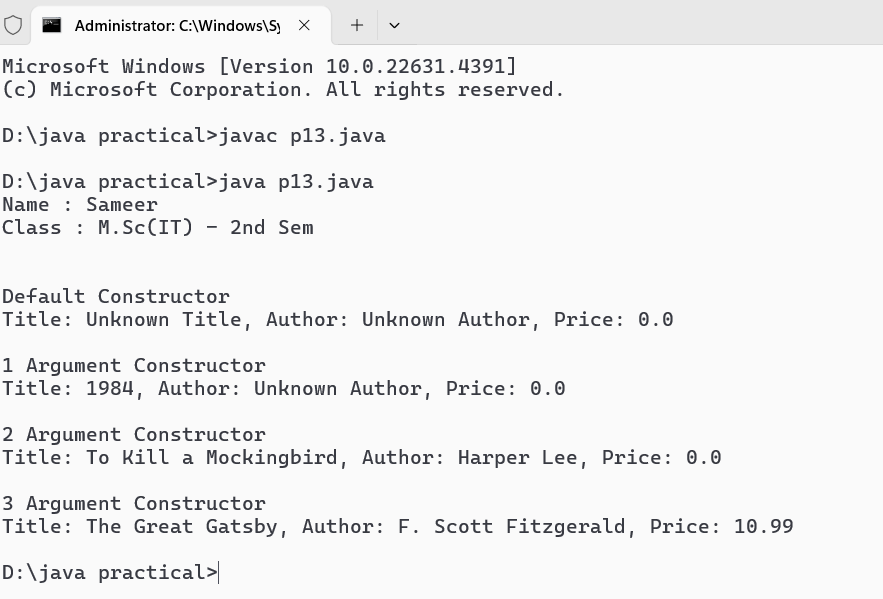 Administrator: C:\Windows\Sy
Microsoft Windows [Version 10.0.22631.4391]
(c) Microsoft Corporation. All rights reserved.
D:\java practical>javac p13.java
D:\java practical>java p13.java
Name : Sameer
Class : M.Sc(IT) - 2nd Sem
Default Constructor
Title: Unknown Title, Author: Unknown Author, Price: 0.0
1 Argument Constructor
Title: 1984, Author: Unknown Author, Price: 0.0
2 Argument Constructor
Title: To Kill a Mockingbird, Author: Harper Lee, Price: 0.0
3 Argument Constructor
Title: The Great Gatsby, Author: F. Scott Fitzgerald, Price: 10.99
D:\java practical>